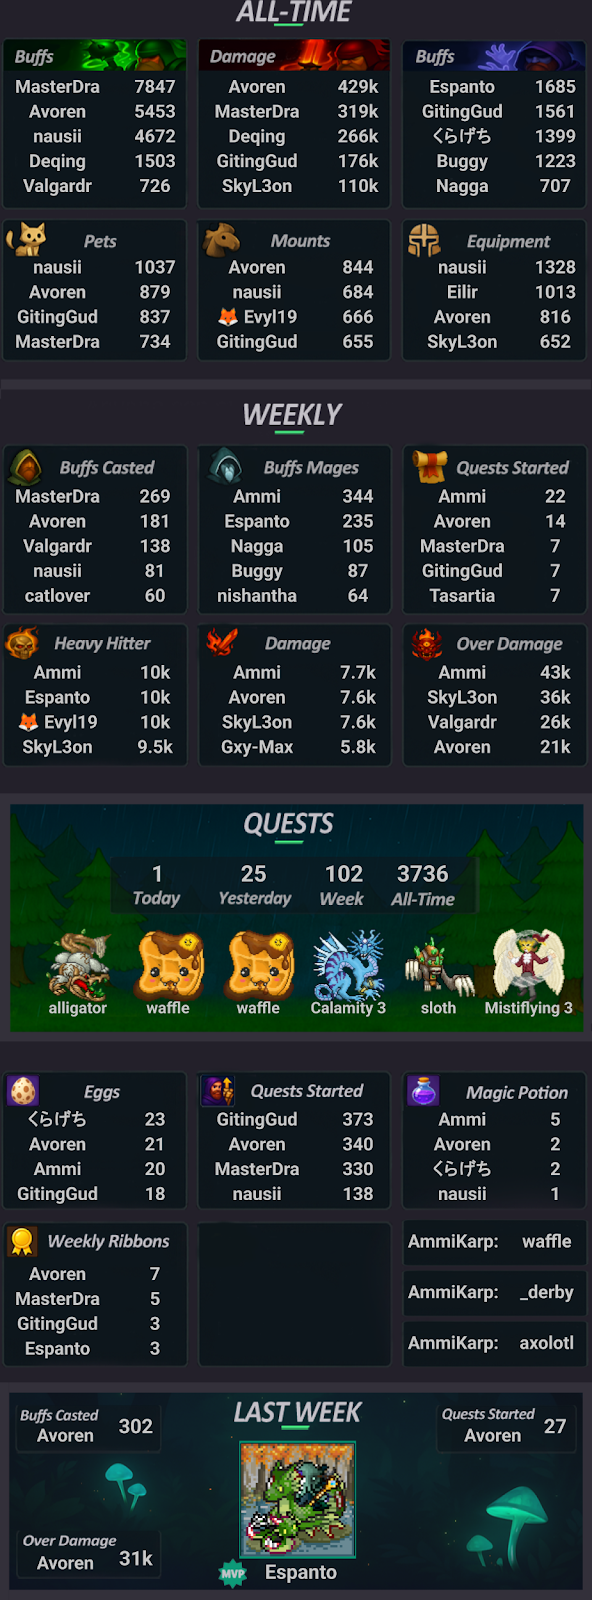 ALL-TIME
Buffs
MasterDra 7847
Avoren 5453
nausii 4672
Deqing 1503
Valgardr 726
Damage
Avoren 429k
MasterDra 319k
Deqing 266k
GitingGud 176k
SkyL3on 110k
Buffs
Espanto 1685
GitingGud 1561
くらげち 1399
Buggy 1223
Nagga 707
Pets
nausii 1037
Avoren 879
GitingGud 837
MasterDra 734
Mounts
Avoren 844
nausii 684
🦊 Evyl19 666
GitingGud 655
Equipment
nausii 1328
Eilir 1013
Avoren 816
SkyL3on 652
WEEKLY
Buffs Casted
MasterDra 269
Avoren 181
Valgardr 138
nausii 81
catlover 60
Buffs Mages
Ammi 344
Espanto 235
Nagga 105
Buggy 87
nishantha 64
Quests Started
Ammi 22
Avoren 14
MasterDra 7
GitingGud 7
Tasartia 7
Heavy Hitter
Ammi 10k
Espanto 10k
🦊 Evyl19 10k
SkyL3on 9.5k
Damage
Ammi 7.7k
Avoren 7.6k
SkyL3on 7.6k
Gxy-Max 5.8k
Over Damage
Ammi 43k
SkyL3on 36k
Valgardr 26k
Avoren 21k
QUESTS
1 25 102 3736
Today Yesterday Week All-Time
alligator waffle waffle Calamity 3 sloth Mistiflying 3
Eggs
くらげち 23
Avoren 21
Ammi 20
GitingGud 18
Quests Started
GitingGud 373
Avoren 340
MasterDra 330
nausii 138
Magic Potion
Ammi 5
Avoren 2
くらげち 2
nausii 1
Weekly Ribbons
Avoren 7
MasterDra 5
GitingGud 3
Espanto 3
AmmiKarp: waffle
AmmiKarp: _derby
AmmiKarp: axolotl
LAST WEEK
Buffs Casted
Avoren 302
Quests Started
Avoren 27
Over Damage
Avoren 31k
MVP Espanto